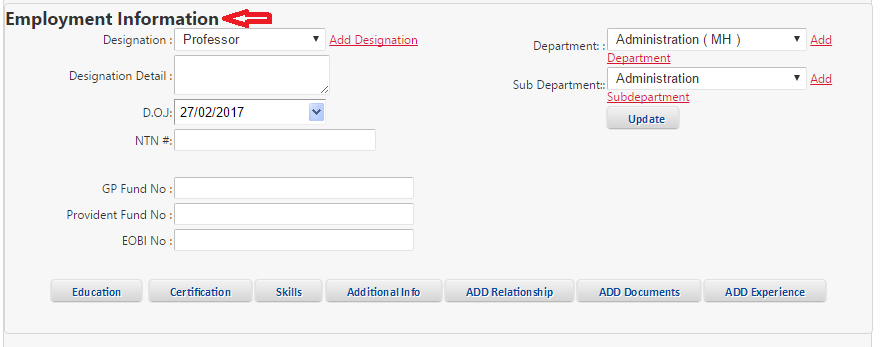 Employment Information
Designation : Professor Add Designation
Department: : Administration ( MH ) Add
Department
Designation Detail :
Sub Department:: Administration Add
Subdepartment
D.O.J: 27/02/2017
Update
NTN #:
GP Fund No :
Provident Fund No :
EOBI No :
Education Certification Skills Additional Info ADD Relationship ADD Documents ADD Experience